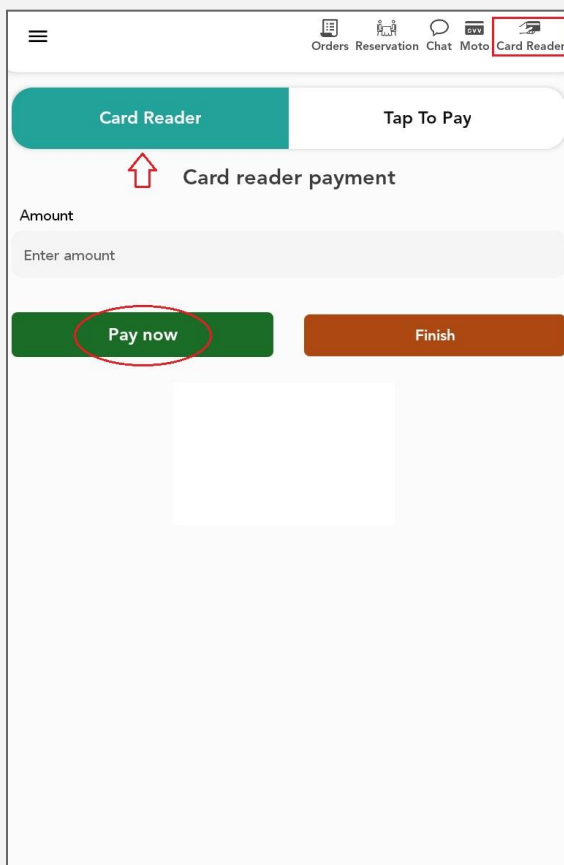 CVV
Orders Reservation Chat Moto Card Reader
Card Reader Tap To Pay
Card reader payment
Amount
Enter amount
Pay now Finish